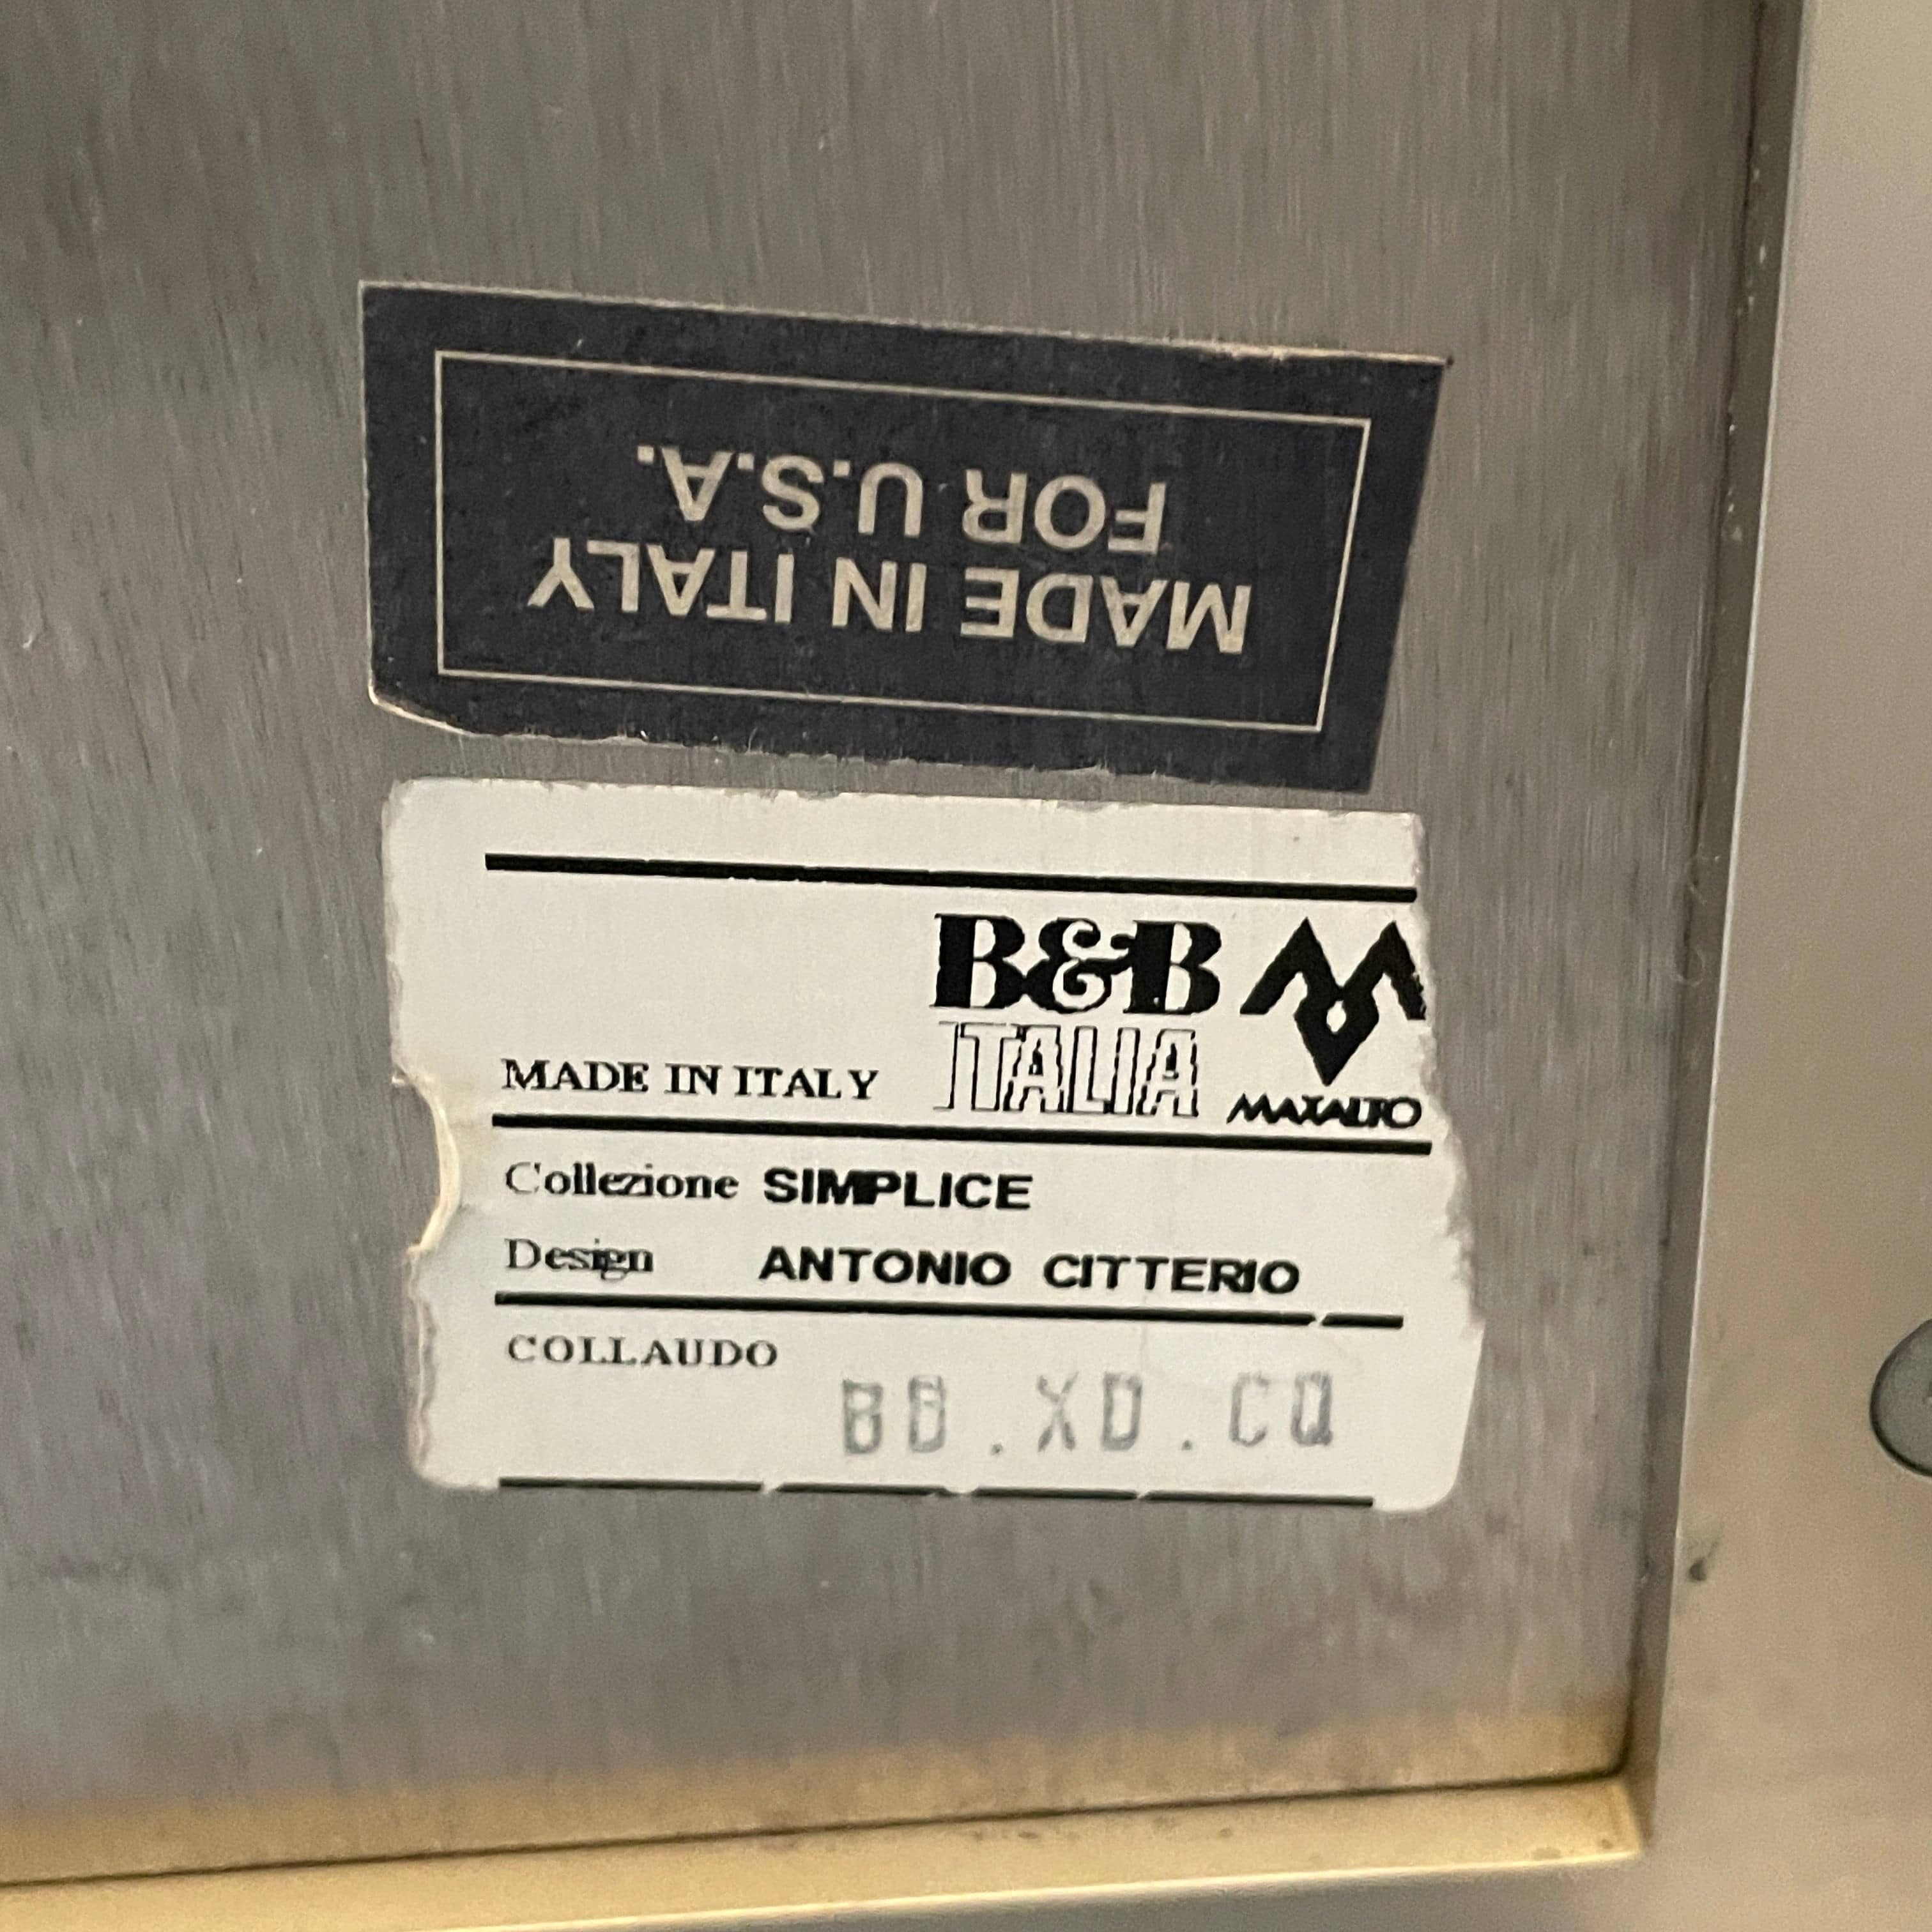 MADE IN ITALY
FOR U.S.A.
B&B
ITALIA
MADE IN ITALY
MAXALTO
Collezione SIMPLICE
Design ANTONIO CITTERIO
COLLAUDO
BB.XD.CQ